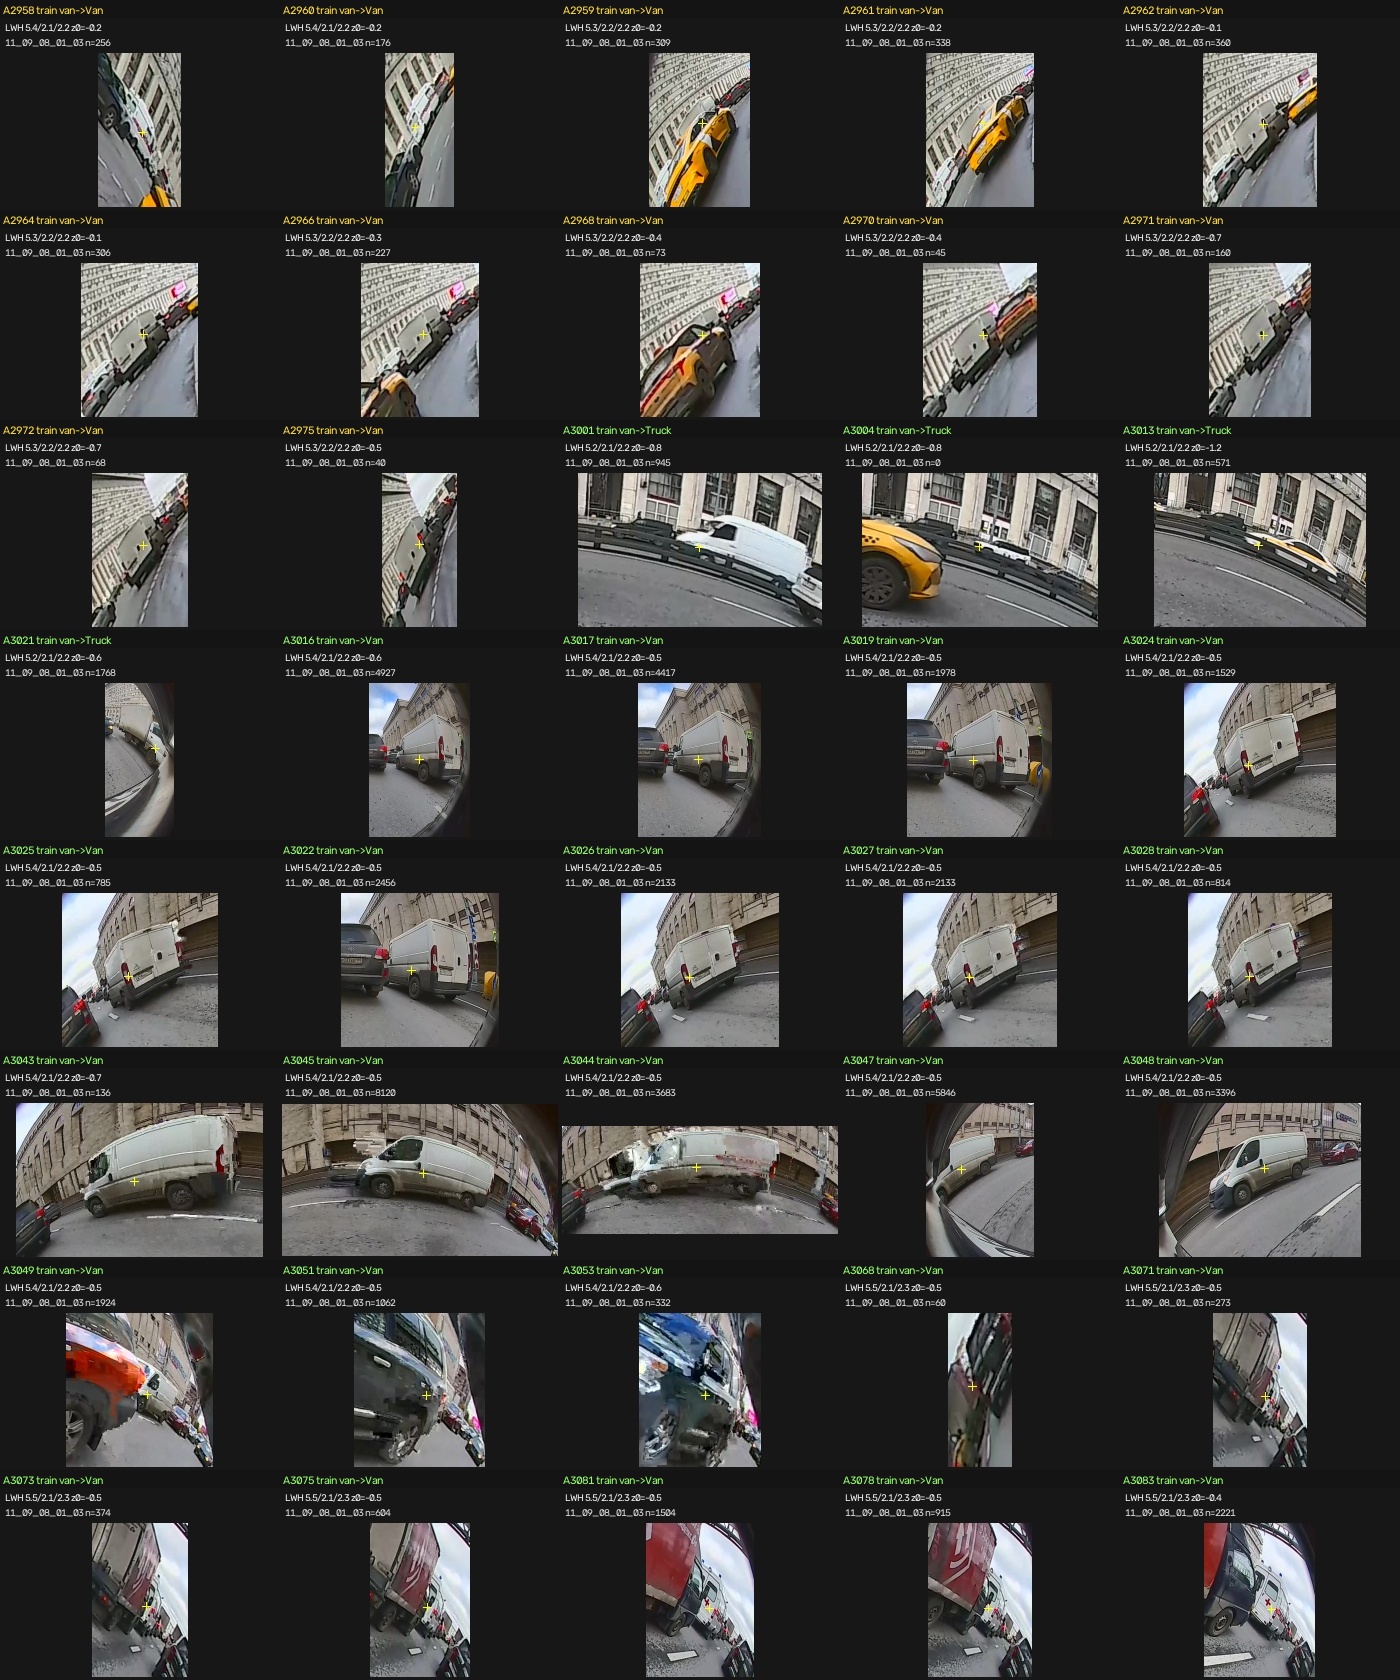 A2958 train van->Van
LWH 5.4/2.1/2.2 z0=-0.2
11_09_08_01_03 n=256
A2960 train van->Van
LWH 5.4/2.1/2.2 z0=-0.2
11_09_08_01_03 n=176
A2959 train van->Van
LWH 5.3/2.2/2.2 z0=-0.2
11_09_08_01_03 n=309
A2961 train van->Van
LWH 5.3/2.2/2.2 z0=-0.2
11_09_08_01_03 n=338
A2962 train van->Van
LWH 5.3/2.2/2.2 z0=-0.1
11_09_08_01_03 n=360
A2964 train van->Van
LWH 5.3/2.2/2.2 z0=-0.1
11_09_08_01_03 n=306
A2966 train van->Van
LWH 5.3/2.2/2.2 z0=-0.3
11_09_08_01_03 n=227
A2968 train van->Van
LWH 5.3/2.2/2.2 z0=-0.4
11_09_08_01_03 n=73
A2970 train van->Van
LWH 5.3/2.2/2.2 z0=-0.4
11_09_08_01_03 n=45
A2971 train van->Van
LWH 5.3/2.2/2.2 z0=-0.7
11_09_08_01_03 n=160
A2972 train van->Van
LWH 5.3/2.2/2.2 z0=-0.7
11_09_08_01_03 n=68
A2975 train van->Van
LWH 5.3/2.2/2.2 z0=-0.5
11_09_08_01_03 n=40
A3001 train van->Truck
LWH 5.2/2.1/2.2 z0=-0.8
11_09_08_01_03 n=945
A3004 train van->Truck
LWH 5.2/2.1/2.2 z0=-0.8
11_09_08_01_03 n=0
A3013 train van->Truck
LWH 5.2/2.1/2.2 z0=-1.2
11_09_08_01_03 n=571
A3021 train van->Truck
LWH 5.2/2.1/2.2 z0=-0.6
11_09_08_01_03 n=1768
A3016 train van->Van
LWH 5.4/2.1/2.2 z0=-0.6
11_09_08_01_03 n=4927
A3017 train van->Van
LWH 5.4/2.1/2.2 z0=-0.5
11_09_08_01_03 n=4417
A3019 train van->Van
LWH 5.4/2.1/2.2 z0=-0.5
11_09_08_01_03 n=1978
A3024 train van->Van
LWH 5.4/2.1/2.2 z0=-0.5
11_09_08_01_03 n=1529
A3025 train van->Van
LWH 5.4/2.1/2.2 z0=-0.5
11_09_08_01_03 n=785
A3022 train van->Van
LWH 5.4/2.1/2.2 z0=-0.5
11_09_08_01_03 n=2456
A3026 train van->Van
LWH 5.4/2.1/2.2 z0=-0.5
11_09_08_01_03 n=2133
A3027 train van->Van
LWH 5.4/2.1/2.2 z0=-0.5
11_09_08_01_03 n=2133
A3028 train van->Van
LWH 5.4/2.1/2.2 z0=-0.5
11_09_08_01_03 n=814
A3043 train van->Van
LWH 5.4/2.1/2.2 z0=-0.7
11_09_08_01_03 n=136
A3045 train van->Van
LWH 5.4/2.1/2.2 z0=-0.5
11_09_08_01_03 n=8120
A3044 train van->Van
LWH 5.4/2.1/2.2 z0=-0.5
11_09_08_01_03 n=3683
A3047 train van->Van
LWH 5.4/2.1/2.2 z0=-0.5
11_09_08_01_03 n=5846
A3048 train van->Van
LWH 5.4/2.1/2.2 z0=-0.5
11_09_08_01_03 n=3396
A3049 train van->Van
LWH 5.4/2.1/2.2 z0=-0.5
11_09_08_01_03 n=1924
A3051 train van->Van
LWH 5.4/2.1/2.2 z0=-0.5
11_09_08_01_03 n=1062
A3053 train van->Van
LWH 5.4/2.1/2.2 z0=-0.6
11_09_08_01_03 n=332
A3068 train van->Van
LWH 5.5/2.1/2.3 z0=-0.5
11_09_08_01_03 n=60
A3071 train van->Van
LWH 5.5/2.1/2.3 z0=-0.5
11_09_08_01_03 n=273
A3073 train van->Van
LWH 5.5/2.1/2.3 z0=-0.5
11_09_08_01_03 n=374
A3075 train van->Van
LWH 5.5/2.1/2.3 z0=-0.5
11_09_08_01_03 n=604
A3081 train van->Van
LWH 5.5/2.1/2.3 z0=-0.5
11_09_08_01_03 n=1504
A3078 train van->Van
LWH 5.5/2.1/2.3 z0=-0.5
11_09_08_01_03 n=915
A3083 train van->Van
LWH 5.5/2.1/2.3 z0=-0.4
11_09_08_01_03 n=2221